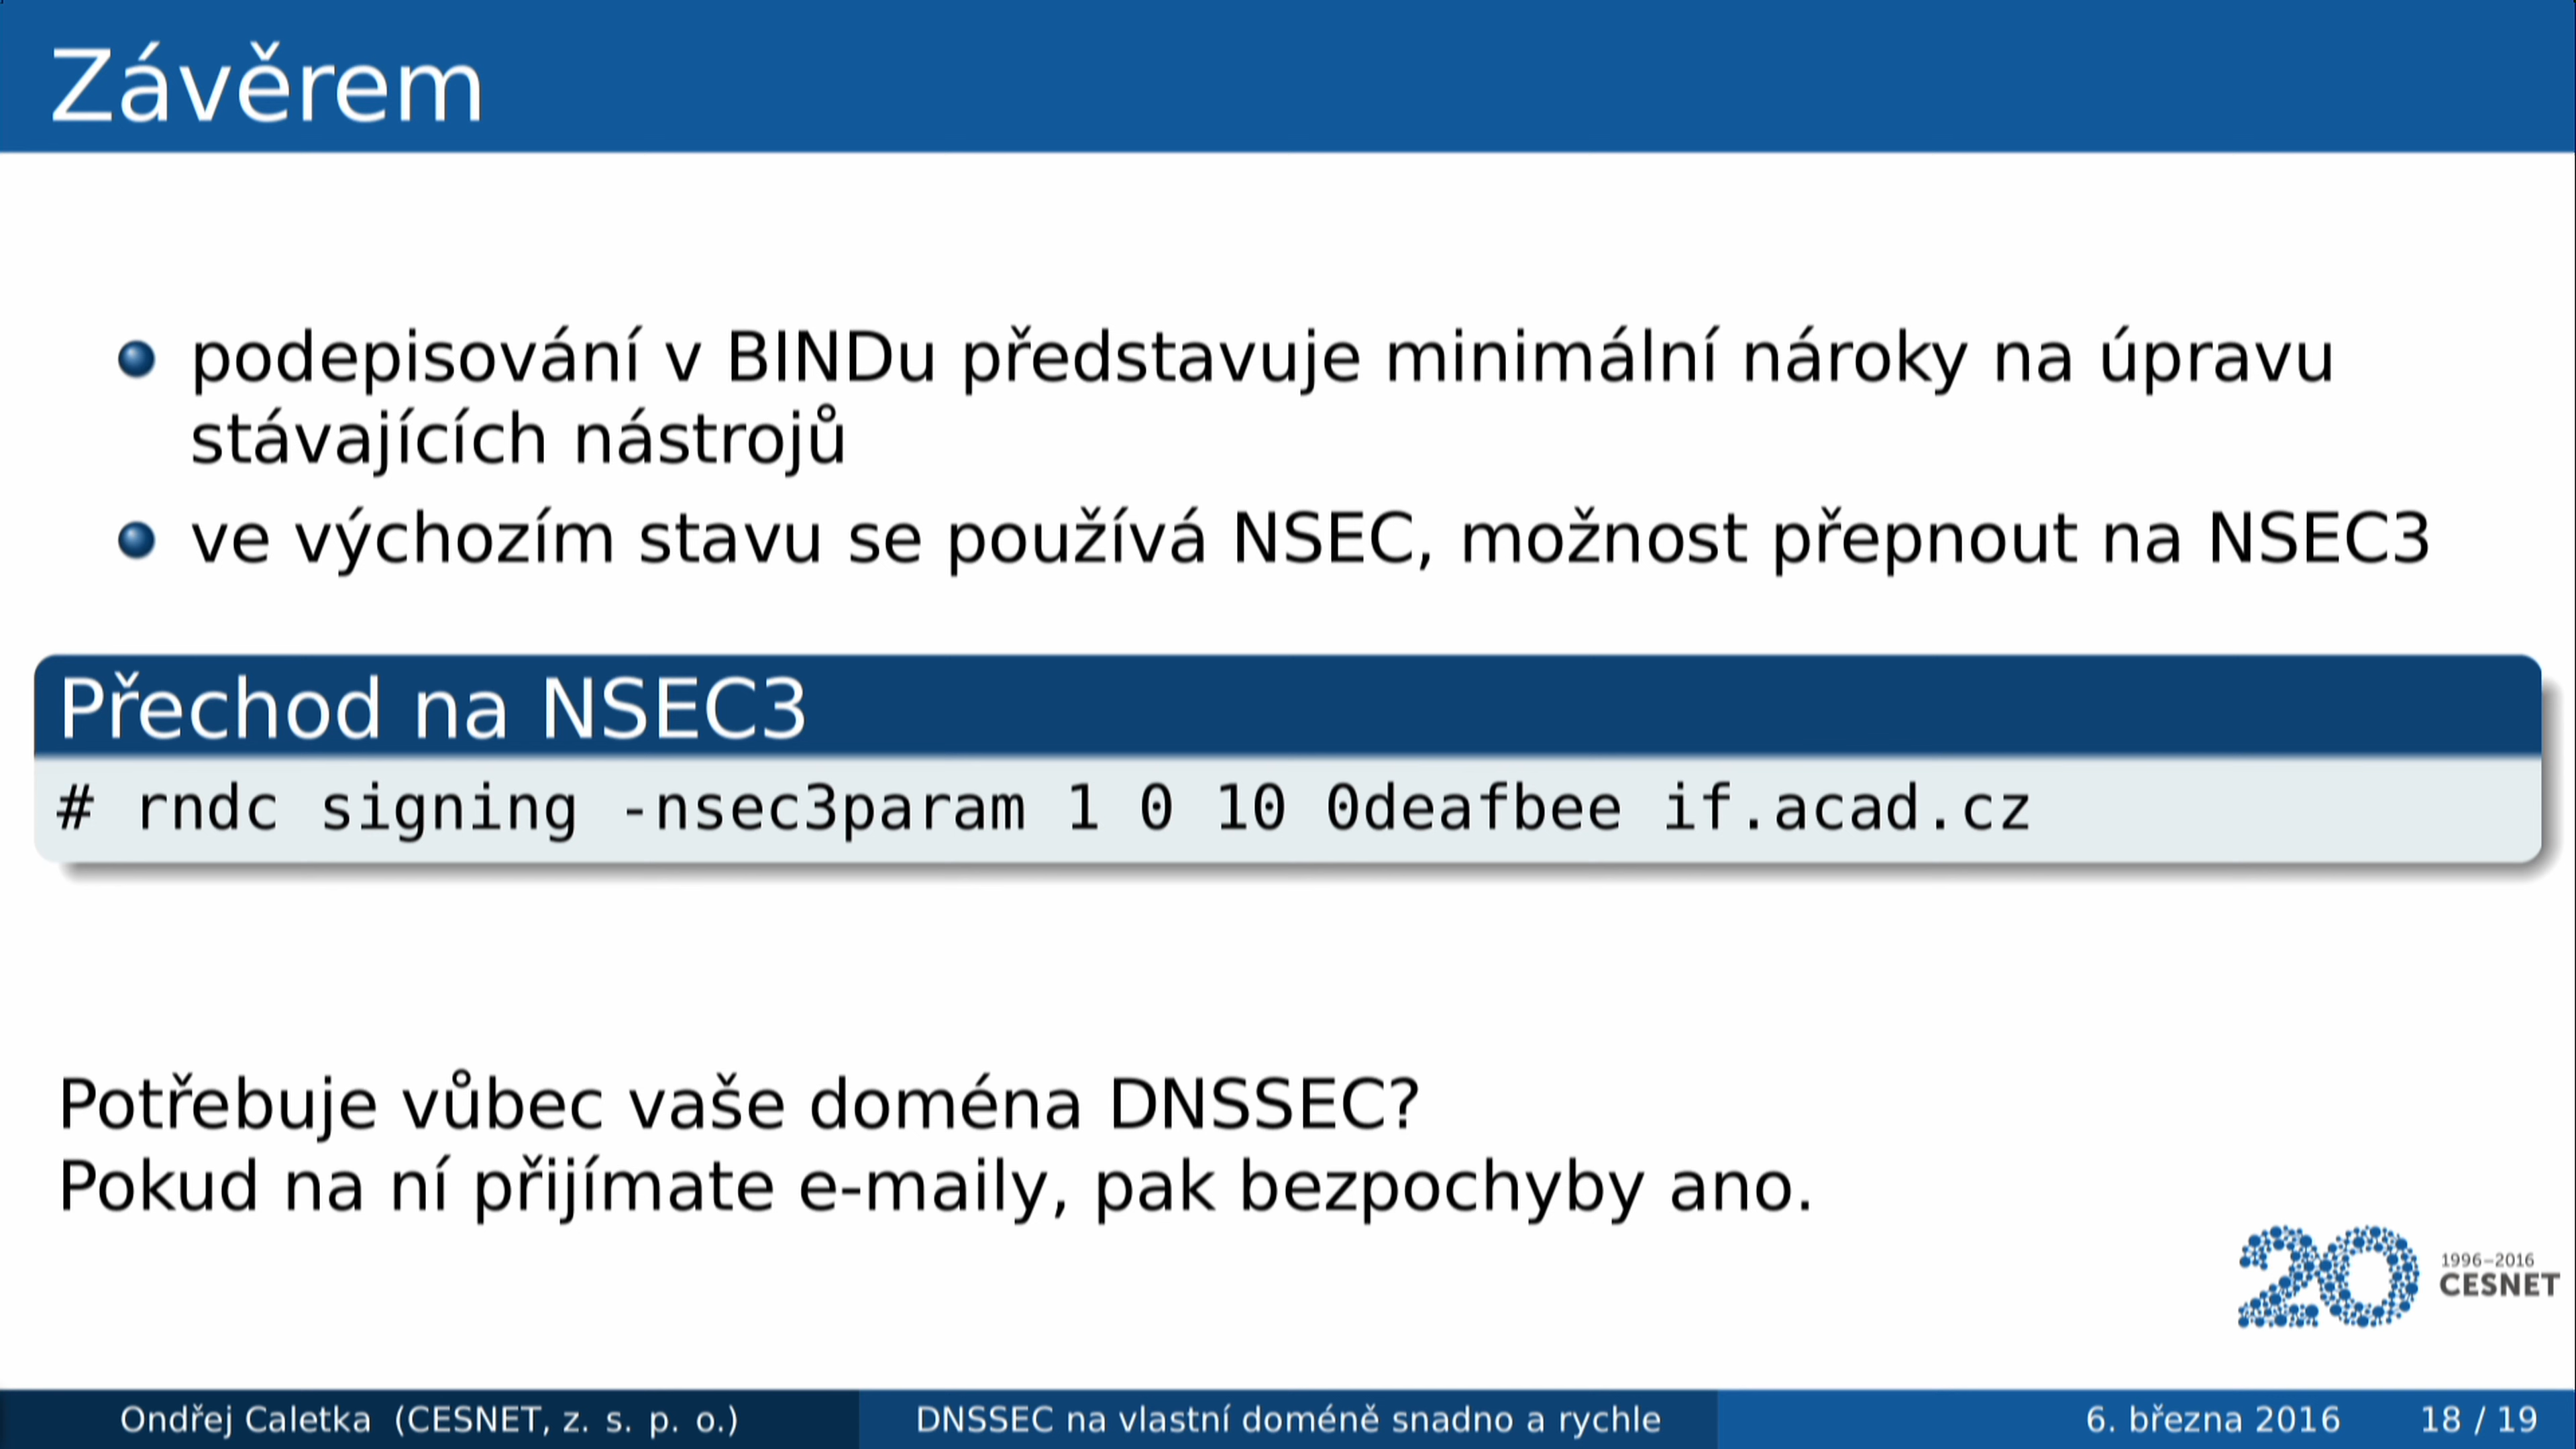 Závěrem
podepisování v BINDu představuje minimální nároky na úpravu
stávajících nástrojů
ve výchozím stavu se používá NSEC, možnost přepnout na NSEC3
Přechod na NSEC3
# rndc signing -nsec3param 1 0 10 0deafbee if.acad.cz
Potřebuje vůbec vaše doména DNSSEC?
Pokud na ní přijímate e-maily, pak bezpochyby ano.
20 1996–2016
CESNET
Ondřej Caletka (CESNET, z. s. p. o.) DNSSEC na vlastní doméně snadno a rychle 6. března 2016 18 / 19